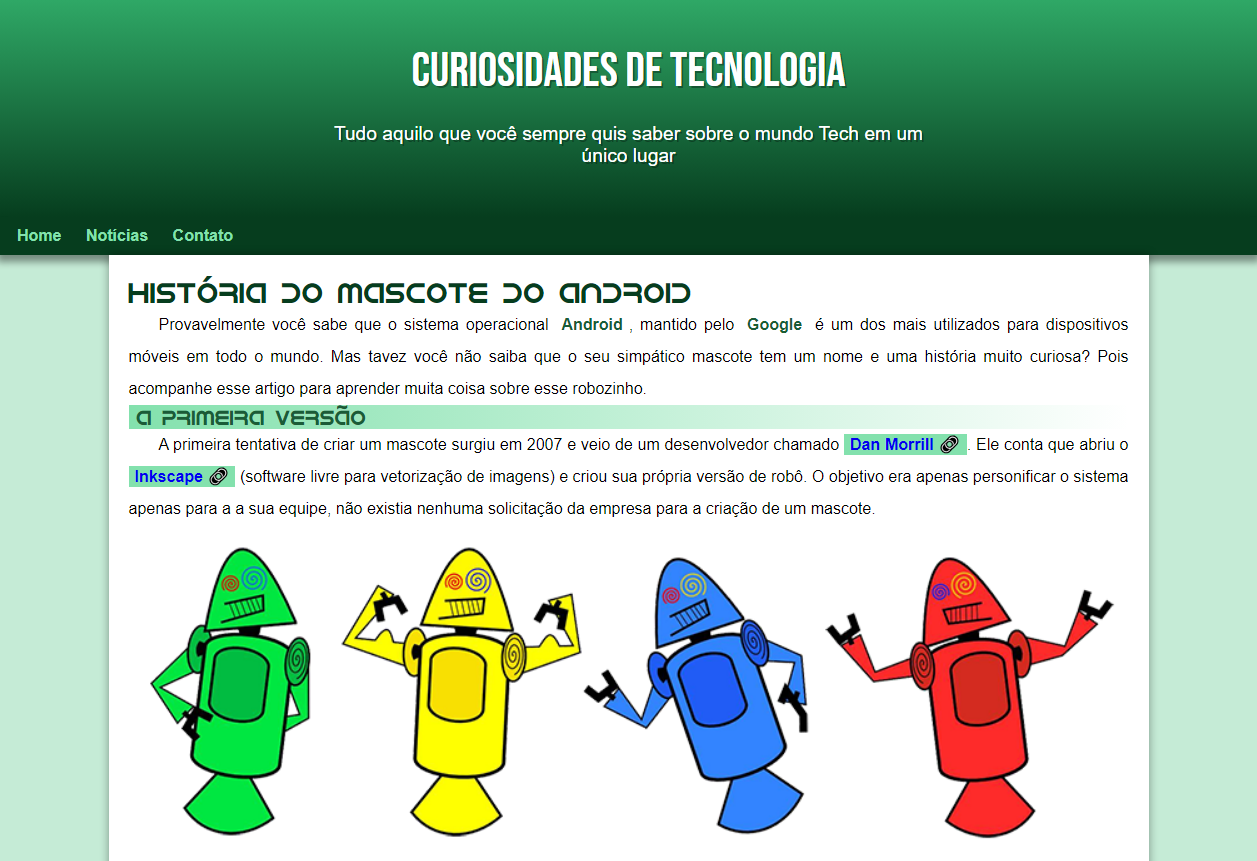 CURIOSIDADES DE TECNOLOGIA
Tudo aquilo que você sempre quis saber sobre o mundo Tech em um
único lugar
Home Notícias Contato
HISTÓRIA DO MASCOTE DO ANDROID
Provavelmente você sabe que o sistema operacional Android , mantido pelo Google é um dos mais utilizados para dispositivos
móveis em todo o mundo. Mas tavez você não saiba que o seu simpático mascote tem um nome e uma história muito curiosa? Pois
acompanhe esse artigo para aprender muita coisa sobre esse robozinho.
A PRIMEIRA VERSÃO
A primeira tentativa de criar um mascote surgiu em 2007 e veio de um desenvolvedor chamado Dan Morrill . Ele conta que abriu o
Inkscape (software livre para vetorização de imagens) e criou sua própria versão de robô. O objetivo era apenas personificar o sistema
apenas para a a sua equipe, não existia nenhuma solicitação da empresa para a criação de um mascote.